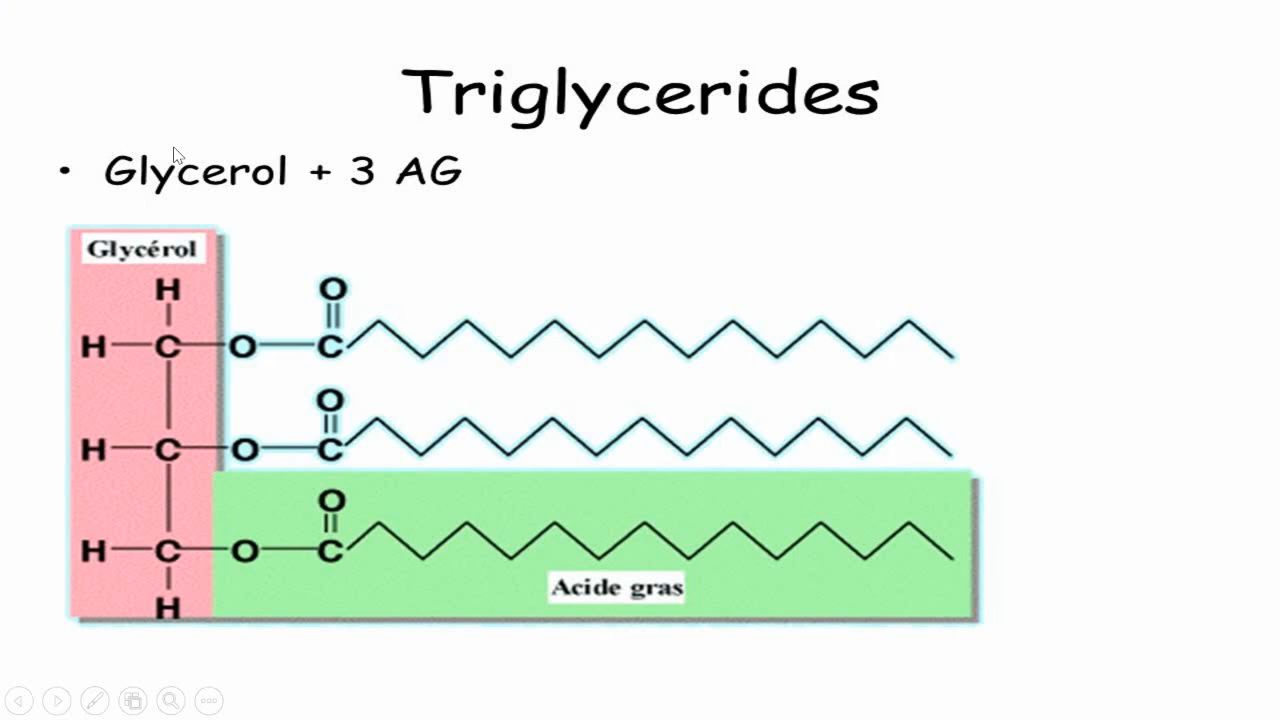 Triglycerides
• Glycerol + 3 AG
Glycérol
H
O
H C O C
O
H C O C
O
H C O C
Acide gras
H